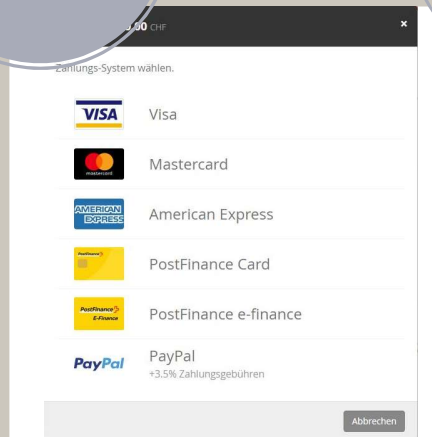 CHF ×
Zahlungs-System wählen.
VISA Visa
mastercard Mastercard
AMERICAN EXPRESS American Express
PostFinance PostFinance Card
PostFinance E-Finance PostFinance e-finance
PayPal PayPal
+3.5% Zahlungsgebühren
Abbrechen